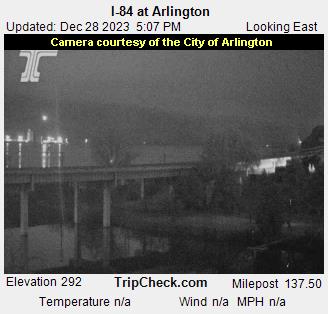 I-84 at Arlington
Updated: Dec 28 2023 5:07 PM Looking East
Camera courtesy of the City of Arlington
Elevation 292 TripCheck.com Milepost 137.50
Temperature n/a Wind n/a MPH n/a